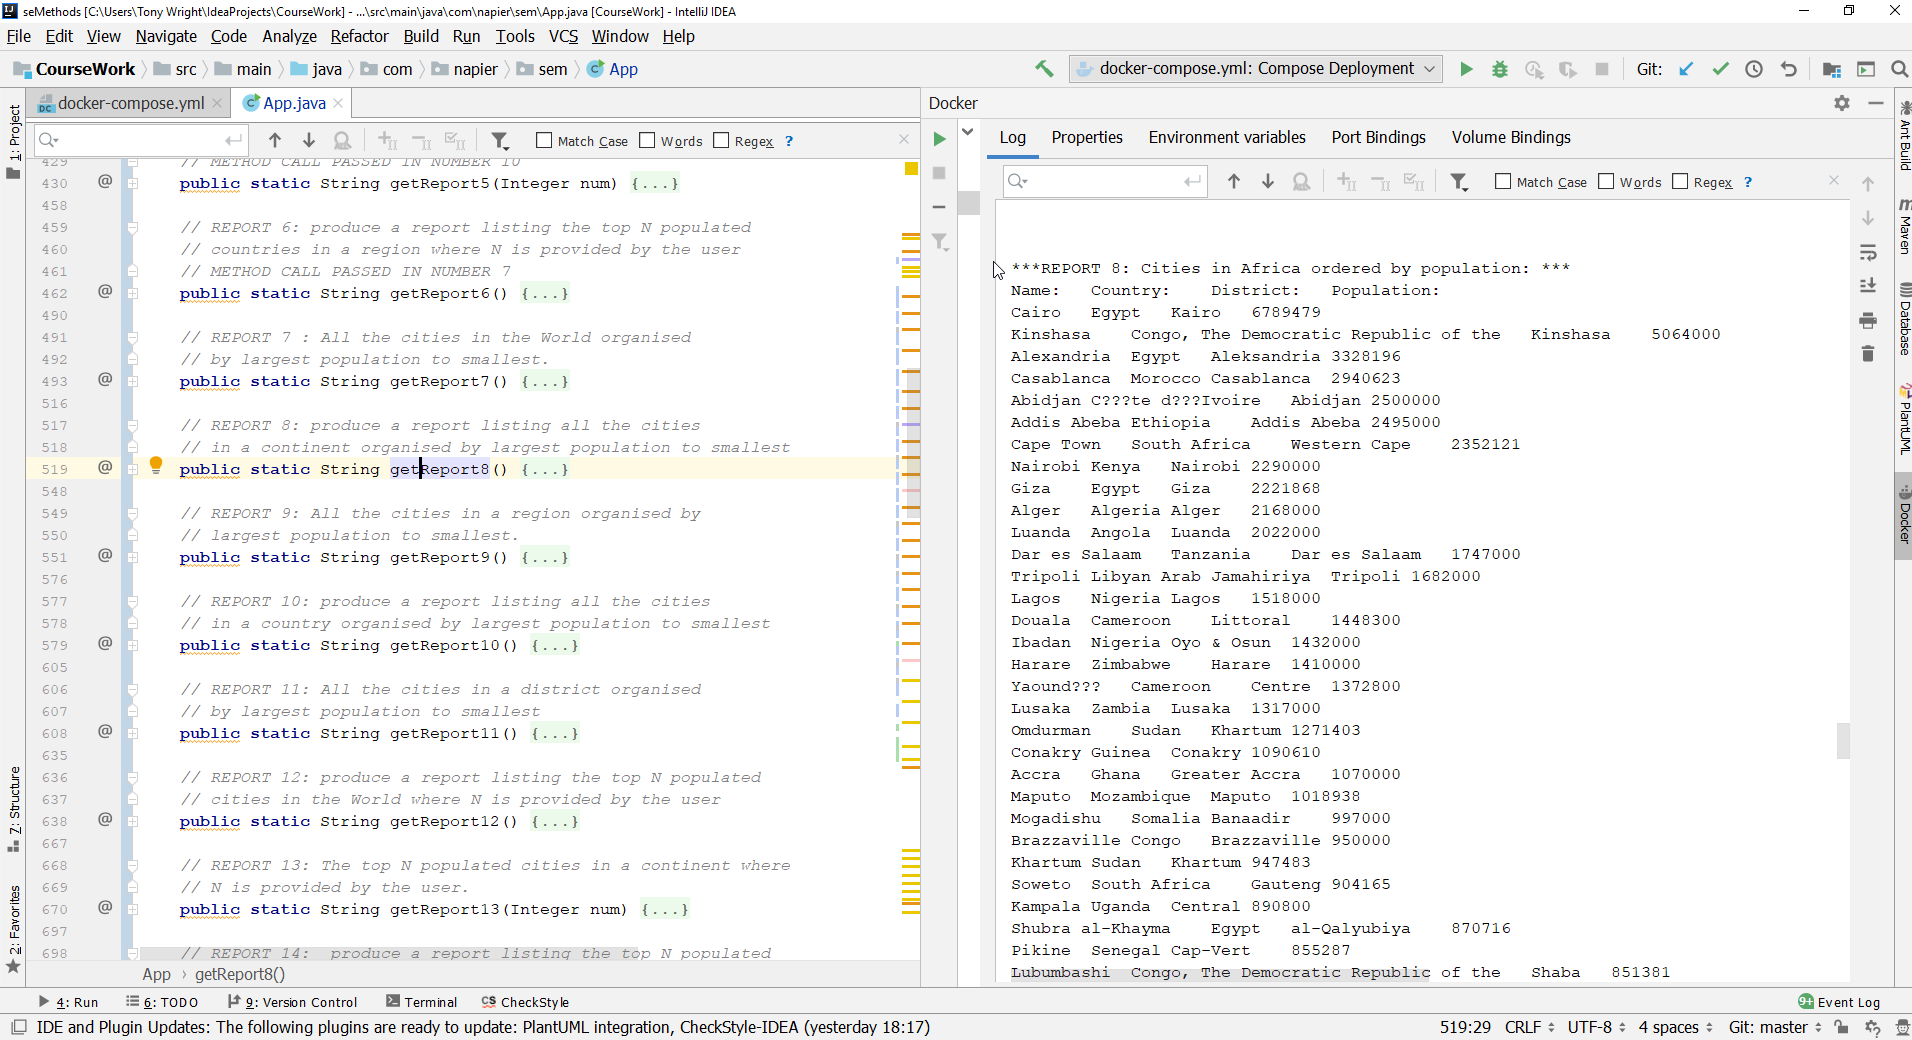 seMethods [C:\Users\Tony Wright\IdeaProjects\CourseWork] - ...\src\main\java\com\napier\sem\App.java [CourseWork] - IntelliJ IDEA
File Edit View Navigate Code Analyze Refactor Build Run Tools VCS Window Help
CourseWork src main java com napier sem App docker-compose.yml: Compose Deployment Git:
docker-compose.yml App.java
Match Case Words Regex ?
429 // METHOD CALL PASSED IN NUMBER 10
430 @ public static String getReport5(Integer num) {...}
458
459 // REPORT 6: produce a report listing the top N populated
460 // countries in a region where N is provided by the user
461 // METHOD CALL PASSED IN NUMBER 7
462 @ public static String getReport6() {...}
490
491 // REPORT 7 : All the cities in the World organised
492 // by largest population to smallest.
493 @ public static String getReport7() {...}
516
517 // REPORT 8: produce a report listing all the cities
518 // in a continent organised by largest population to smallest
519 @ public static String getReport8() {...}
548
549 // REPORT 9: All the cities in a region organised by
550 // largest population to smallest.
551 @ public static String getReport9() {...}
576
577 // REPORT 10: produce a report listing all the cities
578 // in a country organised by largest population to smallest
579 @ public static String getReport10() {...}
605
606 // REPORT 11: All the cities in a district organised
607 // by largest population to smallest
608 @ public static String getReport11() {...}
635
636 // REPORT 12: produce a report listing the top N populated
637 // cities in the World where N is provided by the user
638 @ public static String getReport12() {...}
667
668 // REPORT 13: The top N populated cities in a continent where
669 // N is provided by the user.
670 @ public static String getReport13(Integer num) {...}
697
698 // REPORT 14:  produce a report listing the top N populated
App › getReport8()
1: Project
7: Structure
2: Favorites
Docker
Log Properties Environment variables Port Bindings Volume Bindings
Match Case Words Regex ?
***REPORT 8: Cities in Africa ordered by population: ***
Name: Country: District: Population:
Cairo Egypt Kairo 6789479
Kinshasa Congo, The Democratic Republic of the Kinshasa 5064000
Alexandria Egypt Aleksandria 3328196
Casablanca Morocco Casablanca 2940623
Abidjan C???te d???Ivoire Abidjan 2500000
Addis Abeba Ethiopia Addis Abeba 2495000
Cape Town South Africa Western Cape 2352121
Nairobi Kenya Nairobi 2290000
Giza Egypt Giza 2221868
Alger Algeria Alger 2168000
Luanda Angola Luanda 2022000
Dar es Salaam Tanzania Dar es Salaam 1747000
Tripoli Libyan Arab Jamahiriya Tripoli 1682000
Lagos Nigeria Lagos 1518000
Douala Cameroon Littoral 1448300
Ibadan Nigeria Oyo & Osun 1432000
Harare Zimbabwe Harare 1410000
Yaound??? Cameroon Centre 1372800
Lusaka Zambia Lusaka 1317000
Omdurman Sudan Khartum 1271403
Conakry Guinea Conakry 1090610
Accra Ghana Greater Accra 1070000
Maputo Mozambique Maputo 1018938
Mogadishu Somalia Banaadir 997000
Brazzaville Congo Brazzaville 950000
Khartum Sudan Khartum 947483
Soweto South Africa Gauteng 904165
Kampala Uganda Central 890800
Shubra al-Khayma Egypt al-Qalyubiya 870716
Pikine Senegal Cap-Vert 855287
Lubumbashi Congo, The Democratic Republic of the Shaba 851381
Ant Build
Maven
Database
PlantUML
Docker
4: Run 6: TODO 9: Version Control Terminal CS CheckStyle 9+ Event Log
IDE and Plugin Updates: The following plugins are ready to update: PlantUML integration, CheckStyle-IDEA (yesterday 18:17) 519:29 CRLF UTF-8 4 spaces Git: master